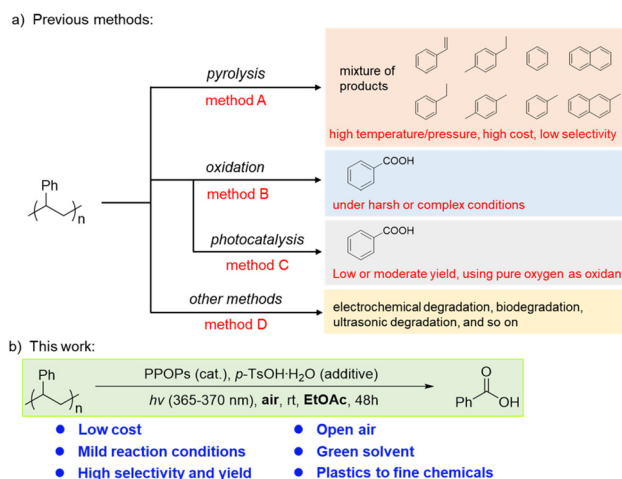 a) Previous methods:
pyrolysis
method A
mixture of
products
high temperature/pressure, high cost, low selectivity
oxidation
method B
COOH
under harsh or complex conditions
Ph
n
photocatalysis
method C
COOH
Low or moderate yield, using pure oxygen as oxidant
other methods
method D
electrochemical degradation, biodegradation,
ultrasonic degradation, and so on
b) This work:
Ph
n
PPOPs (cat.), p-TsOH·H2O (additive)
hv (365-370 nm), air, rt, EtOAc, 48h
O
Ph
OH
Low cost
Open air
Mild reaction conditions
Green solvent
High selectivity and yield
Plastics to fine chemicals